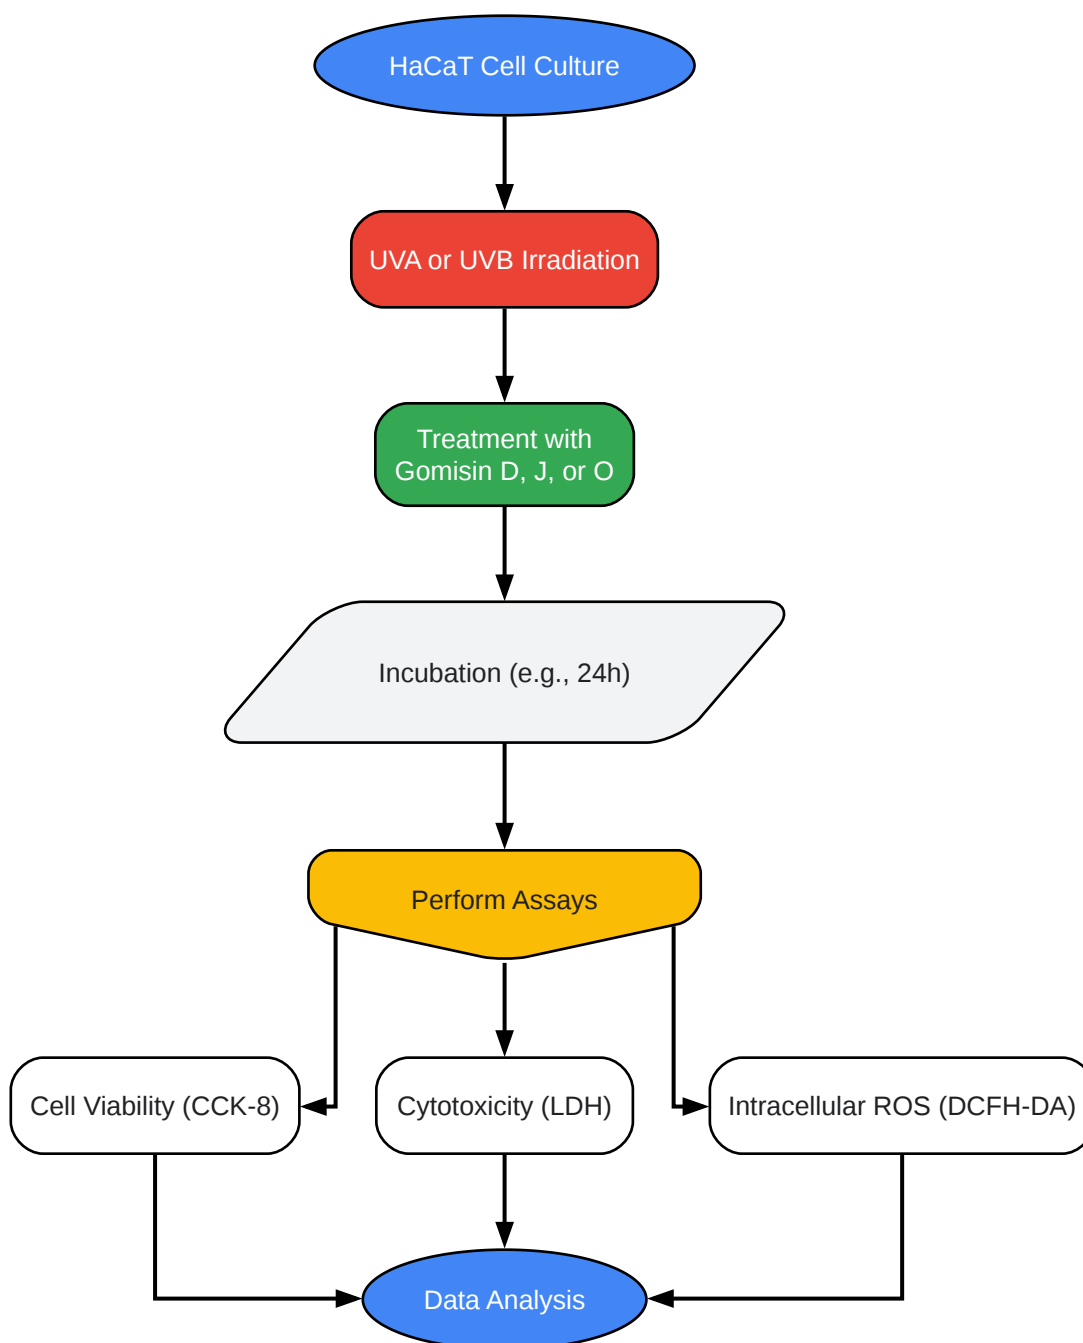 HaCaT Cell Culture
UVA or UVB Irradiation
Treatment with
Gomisin D, J, or O
Incubation (e.g., 24h)
Perform Assays
Cell Viability (CCK-8)
Cytotoxicity (LDH)
Intracellular ROS (DCFH-DA)
Data Analysis